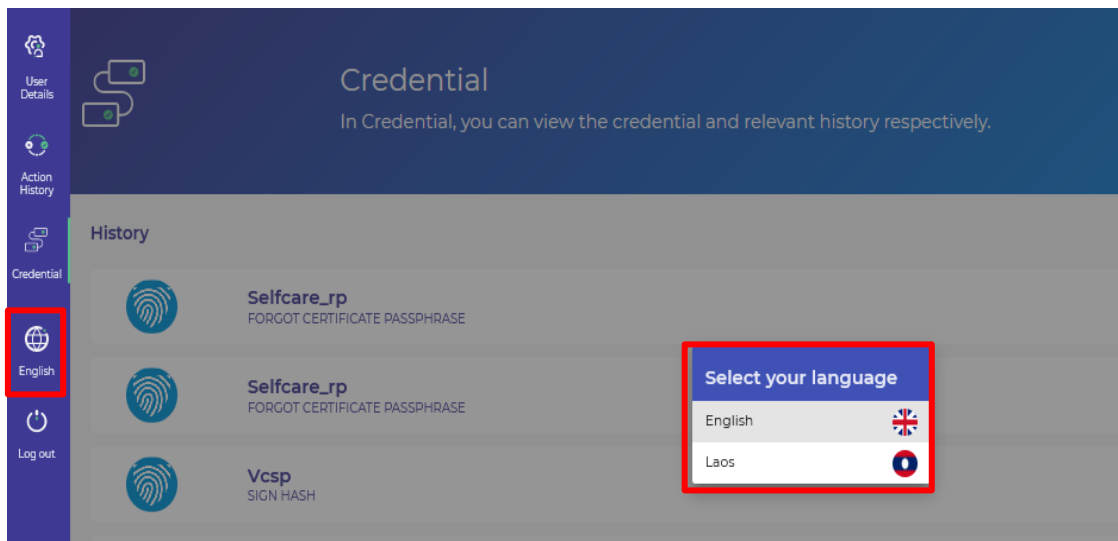 User
Details
Action
History
Credential
English
Log out
Credential
In Credential, you can view the credential and relevant history respectively.
History
Selfcare_rp
FORGOT CERTIFICATE PASSPHRASE
Selfcare_rp
FORGOT CERTIFICATE PASSPHRASE
Vcsp
SIGN HASH
Select your language
English
Laos